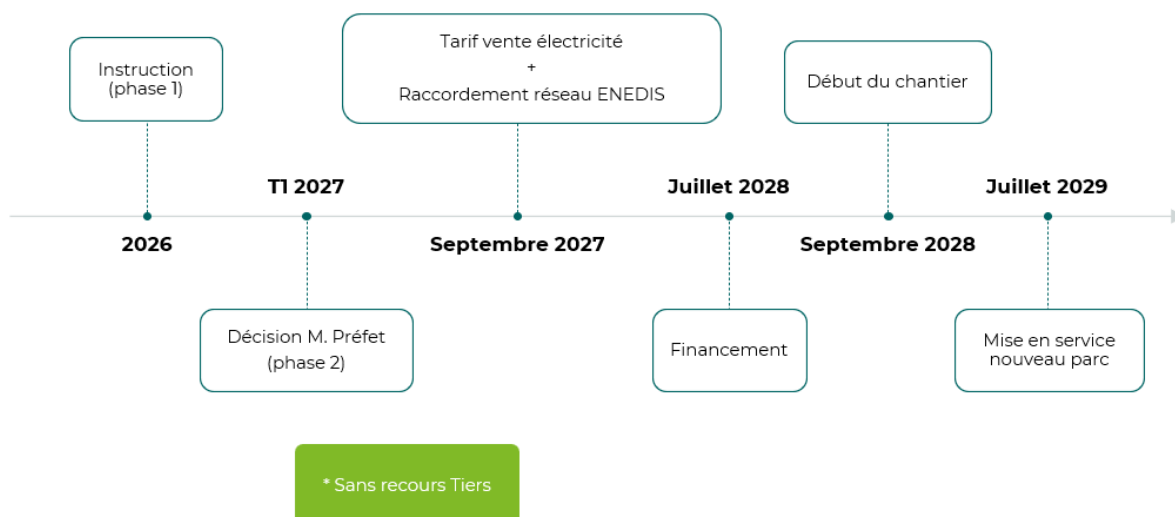 Instruction
(phase 1)
Tarif vente électricité
+
Raccordement réseau ENEDIS
Début du chantier
T1 2027
Juillet 2028
Juillet 2029
2026
Septembre 2027
Septembre 2028
Décision M. Préfet
(phase 2)
Financement
Mise en service
nouveau parc
* Sans recours Tiers